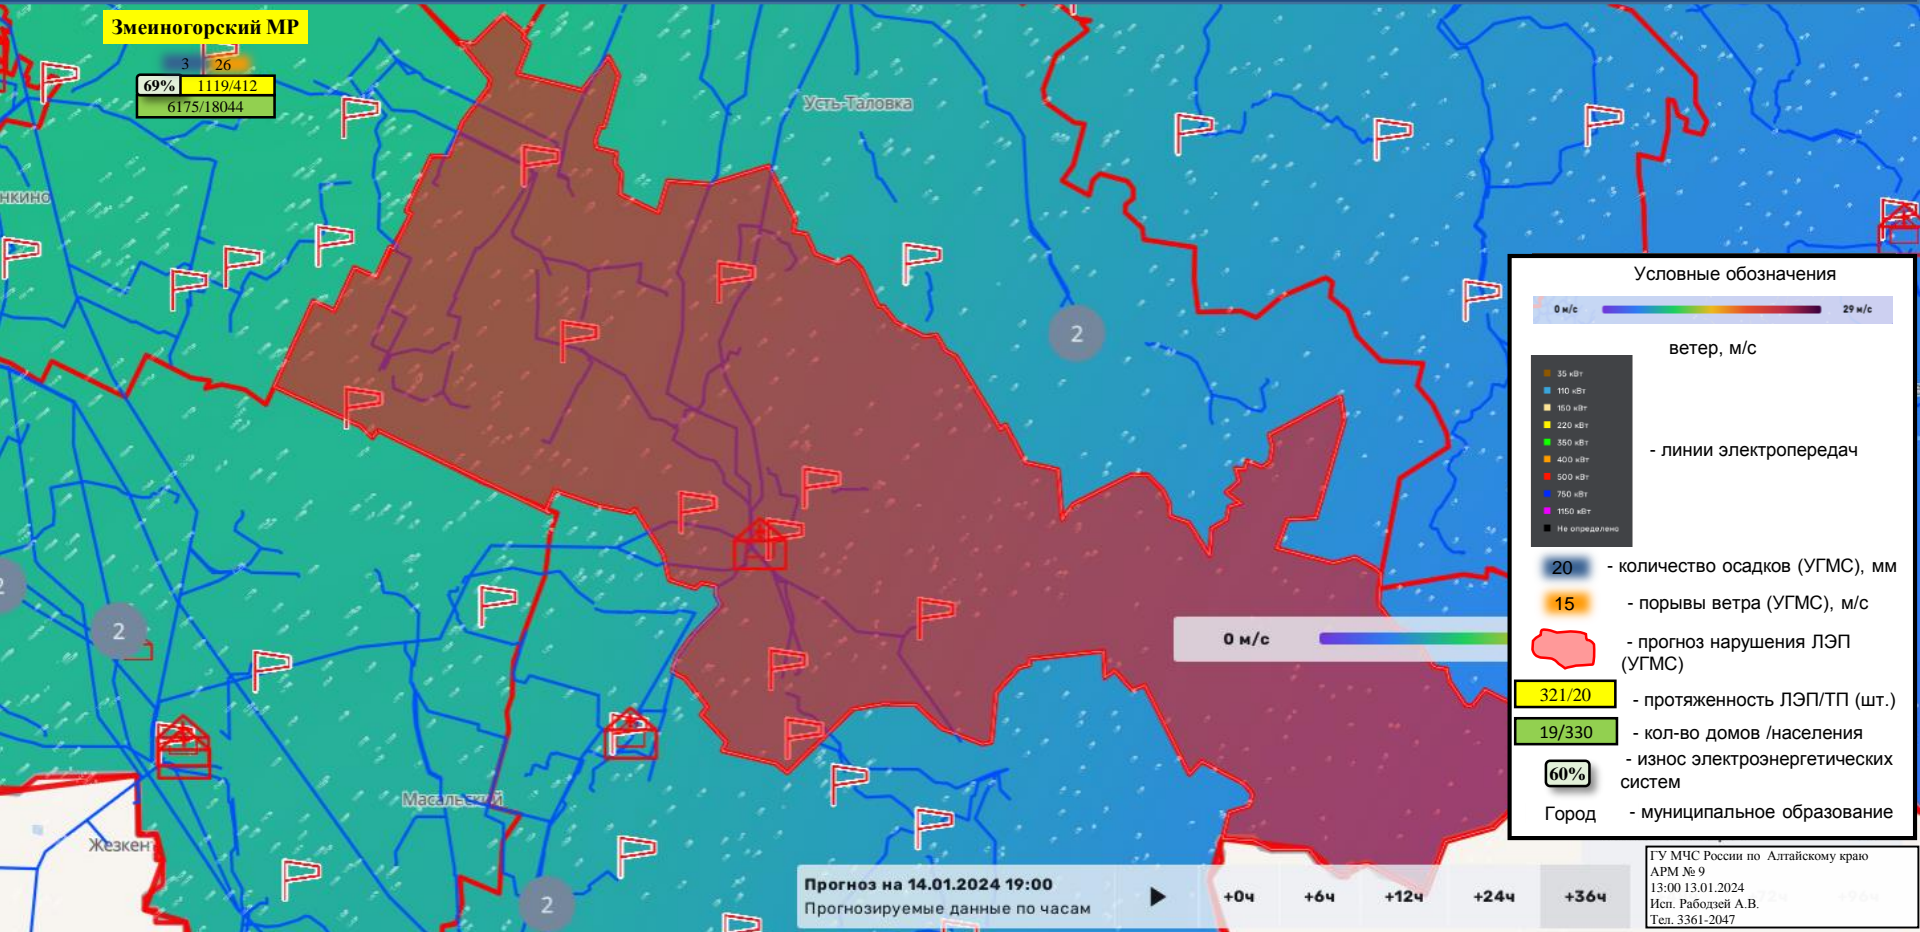 Змеиногорский МР
3 26
69% 1119/412
6175/18044
Усть-Таловка
нкино
2
2
2
2
Масальский
Жезкен
0 м/с
Условные обозначения
0 м/с 29 м/с
ветер, м/с
35 кВт
110 кВт
150 кВт
220 кВт
350 кВт
400 кВт
500 кВт
750 кВт
1150 кВт
Не определено
- линии электропередач
20 - количество осадков (УГМС), мм
15 - порывы ветра (УГМС), м/с
- прогноз нарушения ЛЭП
(УГМС)
321/20 - протяженность ЛЭП/ТП (шт.)
19/330 - кол-во домов /населения
60% - износ электроэнергетических
систем
Город - муниципальное образование
Прогноз на 14.01.2024 19:00
Прогнозируемые данные по часам
+0ч +6ч +12ч +24ч +36ч
ГУ МЧС России по Алтайскому краю
АРМ № 9
13:00 13.01.2024
Исп. Рабодзей А.В.
Тел. 3361-2047